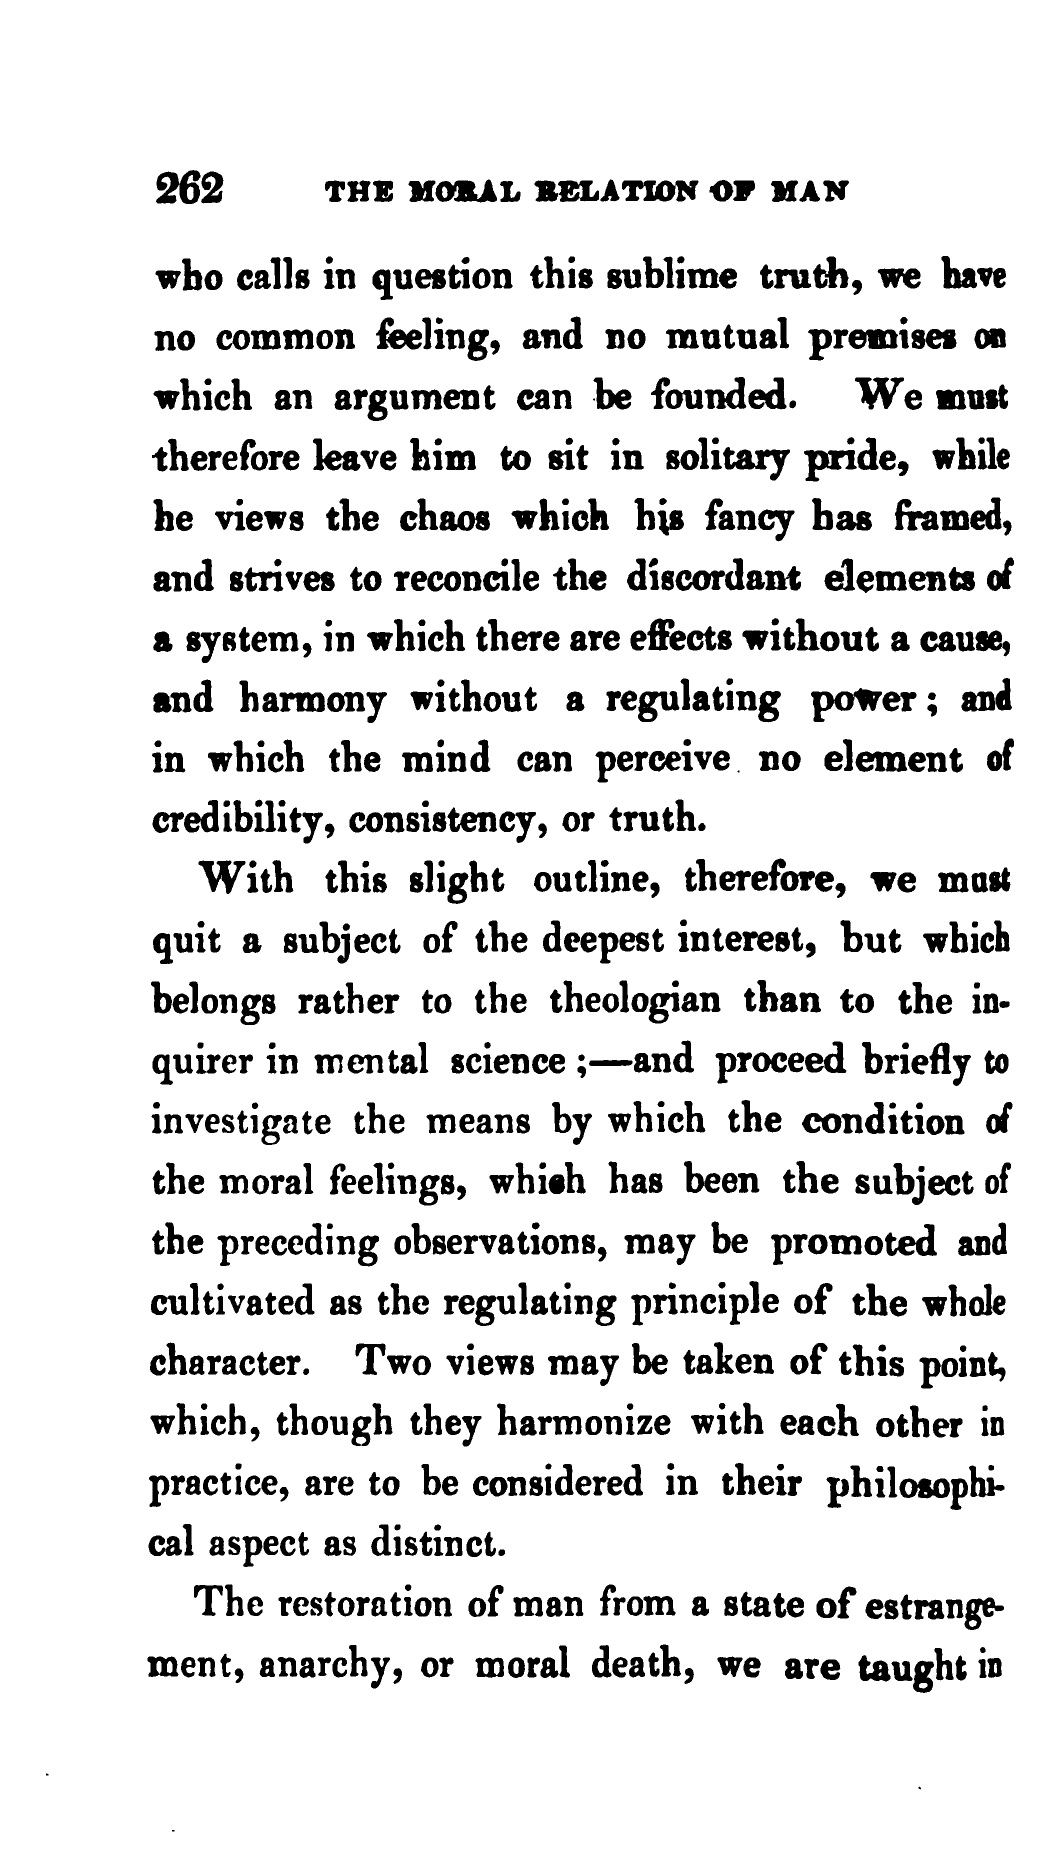 262 THE MORAL RELATION OF MAN
who calls in question this sublime truth, we have
no common feeling, and no mutual premises on
which an argument can be founded. We must
therefore leave him to sit in solitary pride, while
he views the chaos which his fancy has framed,
and strives to reconcile the discordant elements of
a system, in which there are effects without a cause,
and harmony without a regulating power; and
in which the mind can perceive no element of
credibility, consistency, or truth.
With this slight outline, therefore, we must
quit a subject of the deepest interest, but which
belongs rather to the theologian than to the in-
quirer in mental science;—and proceed briefly to
investigate the means by which the condition of
the moral feelings, which has been the subject of
the preceding observations, may be promoted and
cultivated as the regulating principle of the whole
character. Two views may be taken of this point,
which, though they harmonize with each other in
practice, are to be considered in their philosophi-
cal aspect as distinct.
The restoration of man from a state of estrange-
ment, anarchy, or moral death, we are taught in